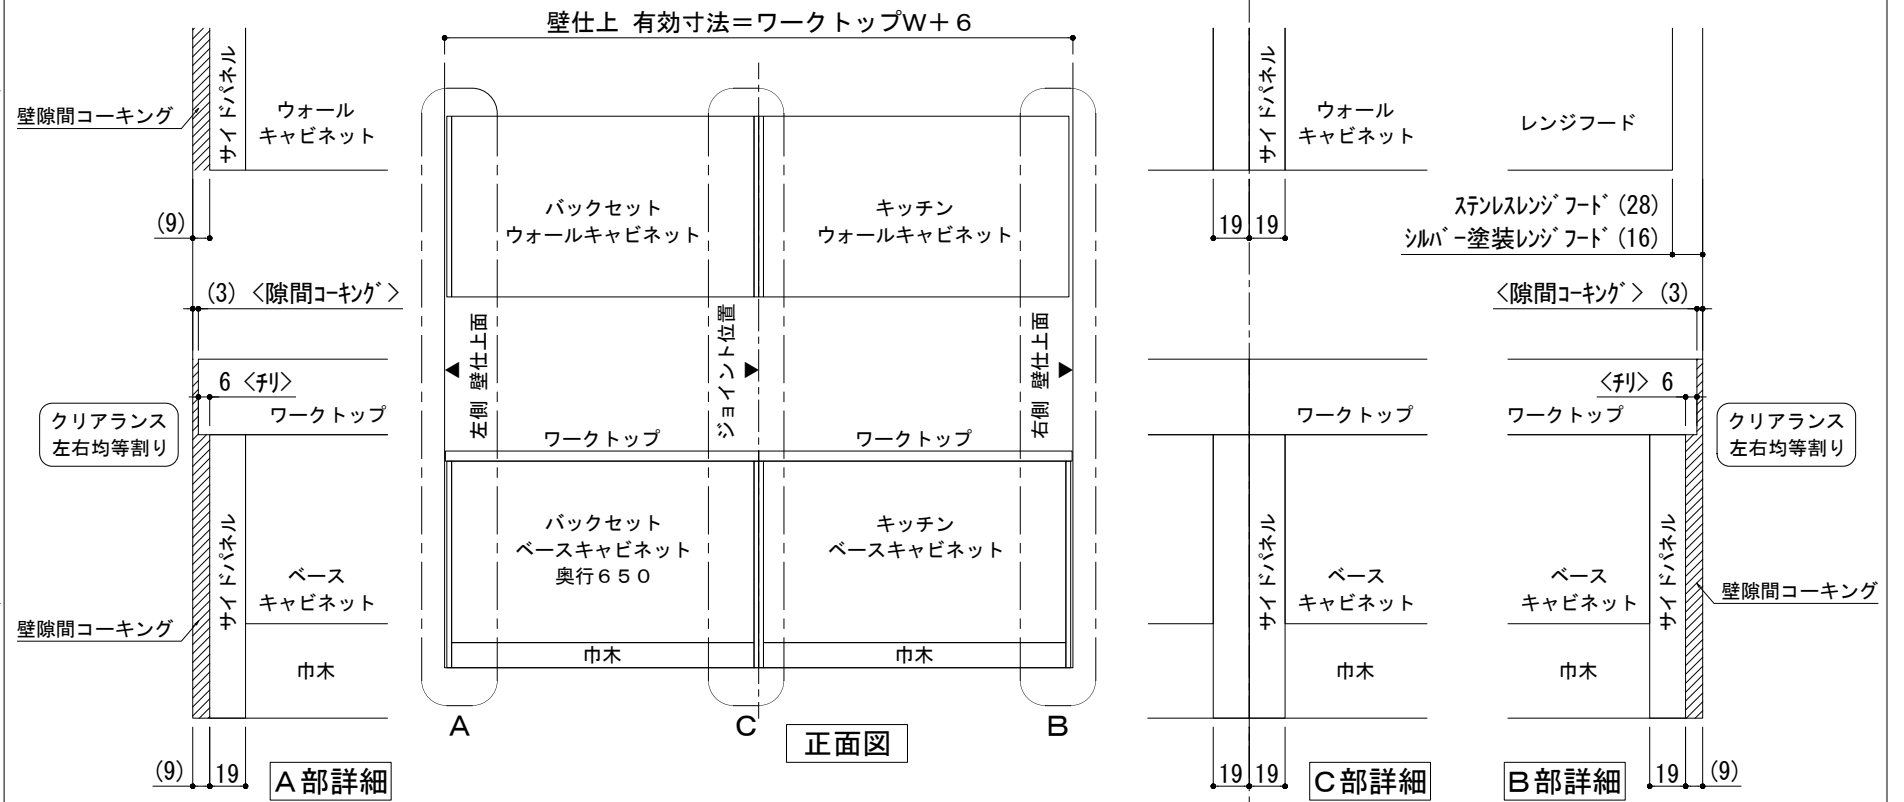 壁仕上 有効寸法＝ワークトップW＋６
壁隙間コーキング
サイドパネル
ウォール
キャビネット
(9)
(3) <隙間ｺｰｷﾝｸﾞ>
6 <ﾁﾘ>
ワークトップ
クリアランス
左右均等割り
サイドパネル
ベース
キャビネット
壁隙間コーキング
巾木
(9)
19
A部詳細
バックセット
ウォールキャビネット
キッチン
ウォールキャビネット
左側 壁仕上面
ジョイント位置
右側 壁仕上面
ワークトップ
ワークトップ
バックセット
ベースキャビネット
奥行６５０
キッチン
ベースキャビネット
巾木
巾木
A
C
B
正面図
サイドパネル
ウォール
キャビネット
19
19
ワークトップ
サイドパネル
ベース
キャビネット
巾木
19
19
C部詳細
レンジフード
ｽﾃﾝﾚｽﾚﾝｼﾞﾌｰﾄﾞ(28)
ｼﾙﾊﾞｰ塗装ﾚﾝｼﾞﾌｰﾄﾞ(16)
<隙間ｺｰｷﾝｸﾞ> (3)
<ﾁﾘ> 6
ワークトップ
クリアランス
左右均等割り
サイドパネル
ベース
キャビネット
壁隙間コーキング
巾木
19
(9)
B部詳細